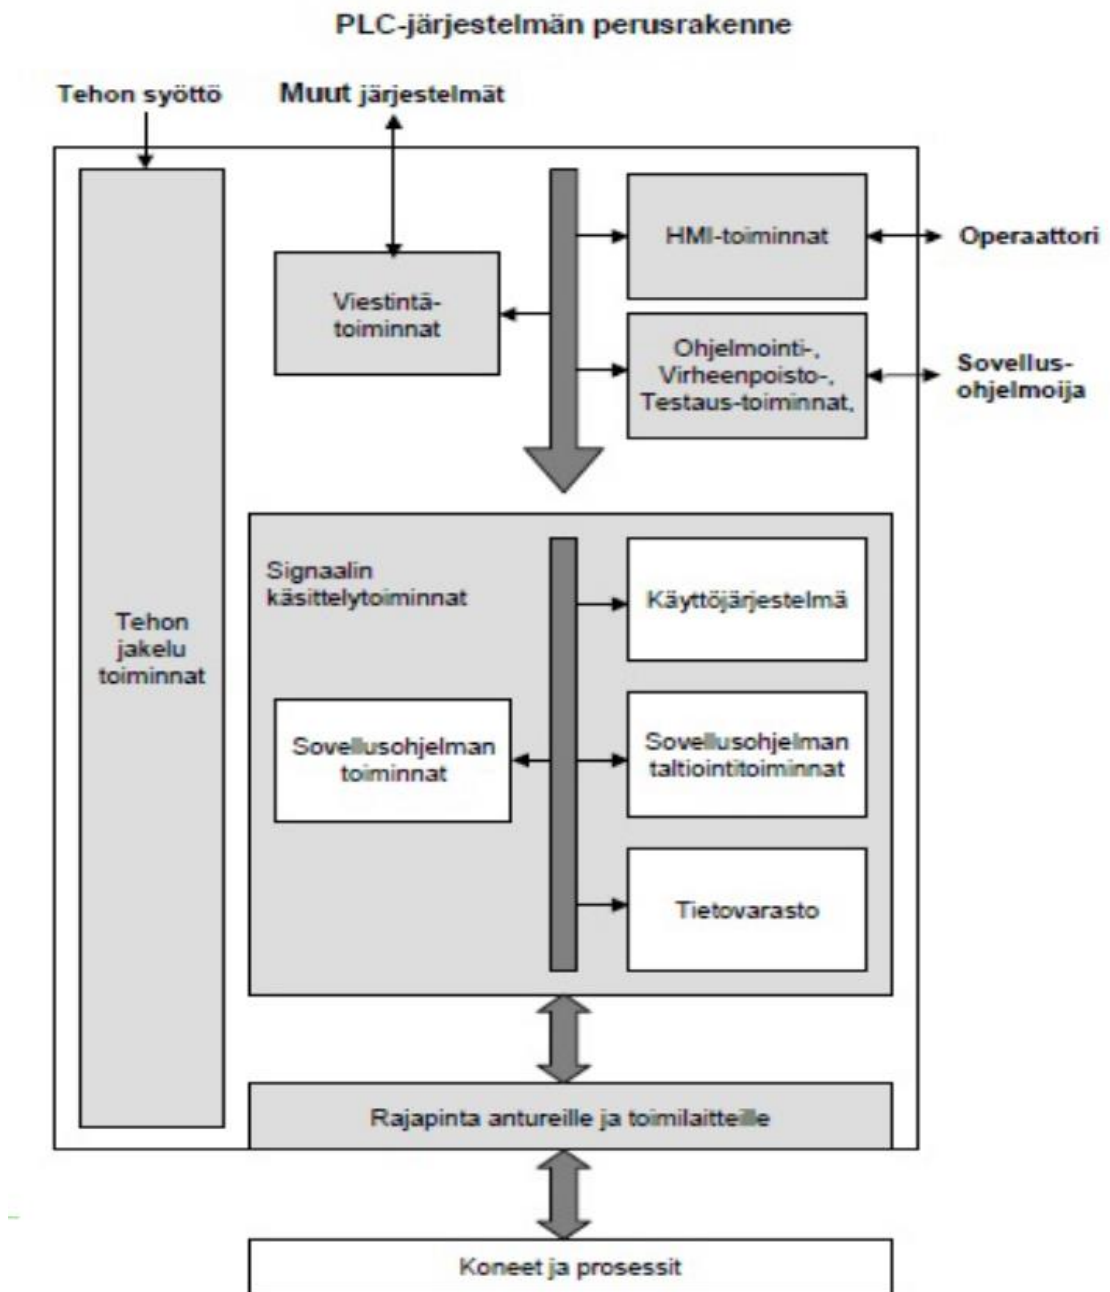 PLC-järjestelmän perusrakenne
Tehon syöttö
Muut järjestelmät
HMI-toiminnat
Operaattori
Viestintä-
toiminnat
Ohjelmointi-,
Virheenpoisto-,
Testaus-toiminnat,
Sovellus-
ohjelmoija
Tehon
jakelu
toiminnat
Signaalin
käsittelytoiminnat
Käyttöjärjestelmä
Sovellusohjelman
toiminnat
Sovellusohjelman
taltiointitoiminnat
Tietovarasto
Rajapinta antureille ja toimilaitteille
Koneet ja prosessit